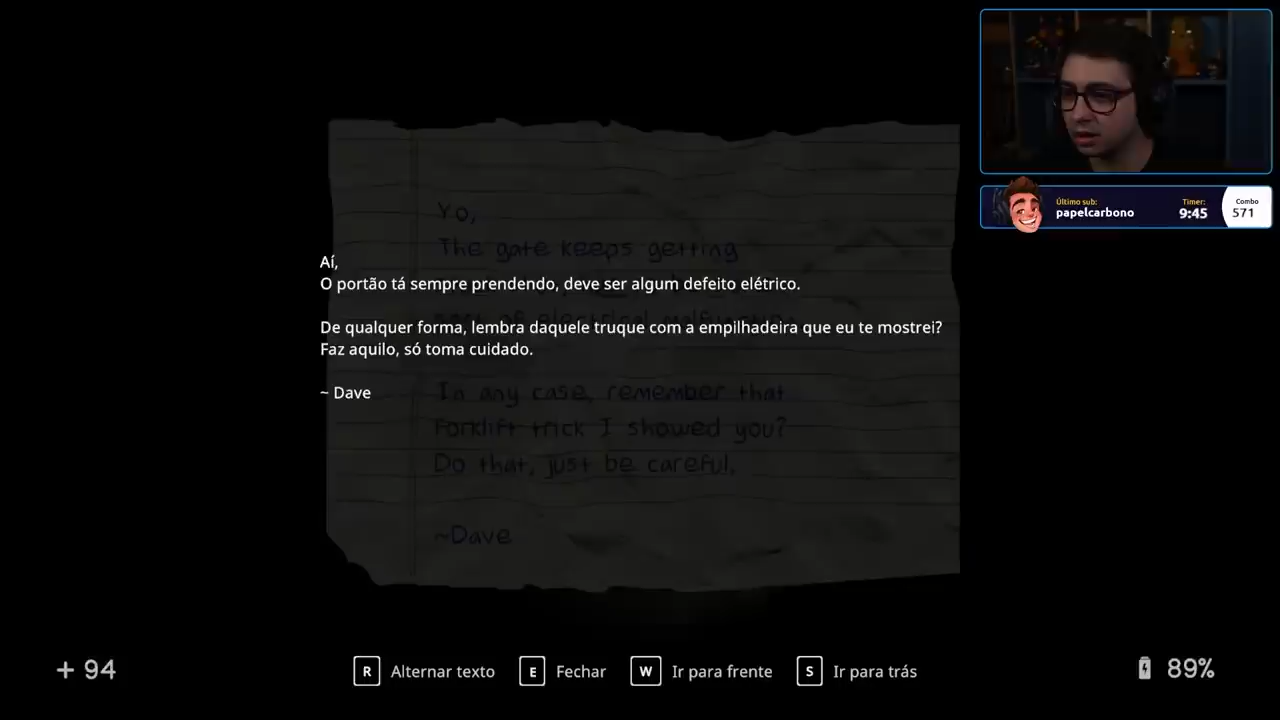 Último sub:
papelcarbono
Timer:
9:45
Combo
571
Yo,
The gate keeps getting
Aí,
O portão tá sempre prendendo, deve ser algum defeito elétrico.
De qualquer forma, lembra daquele truque com a empilhadeira que eu te mostrei?
Faz aquilo, só toma cuidado.
~ Dave
In any case, remember that
Forklift trick I showed you?
Do that, just be careful.
~Dave
+ 94
R Alternar texto
E Fechar
W Ir para frente
S Ir para trás
89%